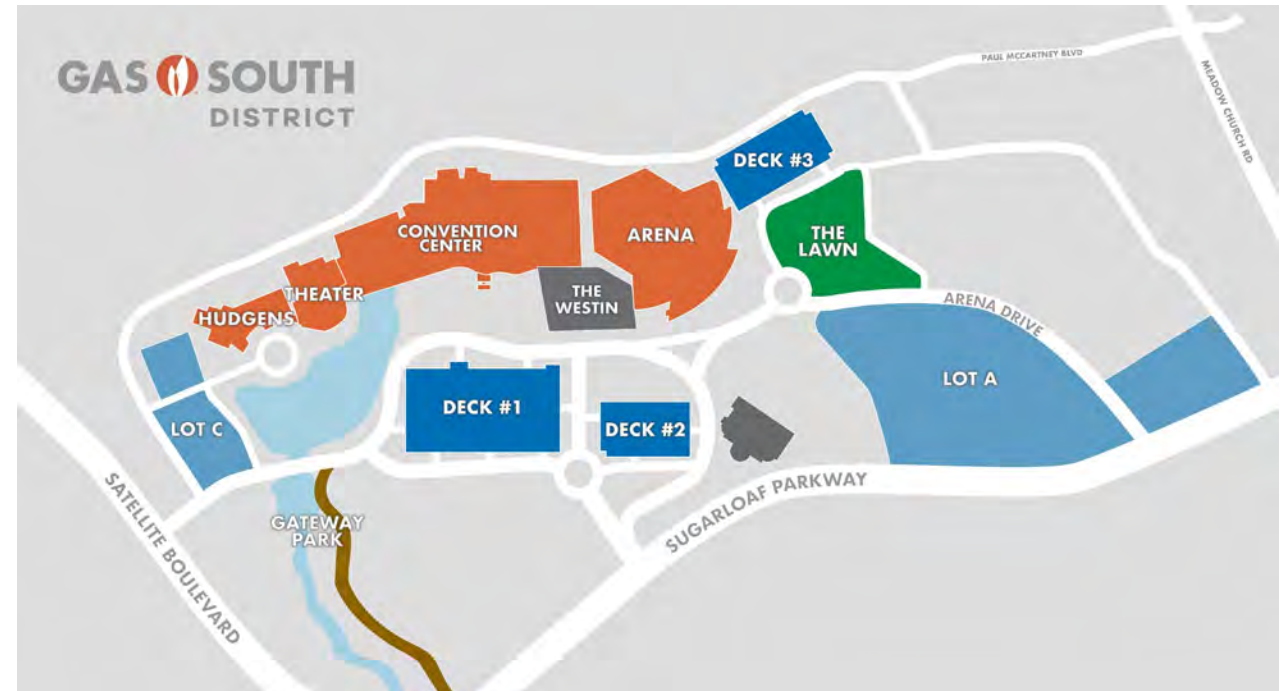 GAS SOUTH
DISTRICT
PAUL MCCARTNEY BLVD
MEADOW CHURCH RD
DECK #3
CONVENTION
CENTER
ARENA
THE
LAWN
THEATER
THE
WESTIN
HUDGENS
ARENA DRIVE
LOT A
DECK #1
DECK #2
LOT C
SUGARLOAF PARKWAY
SATELLITE BOULEVARD
GATEWAY
PARK